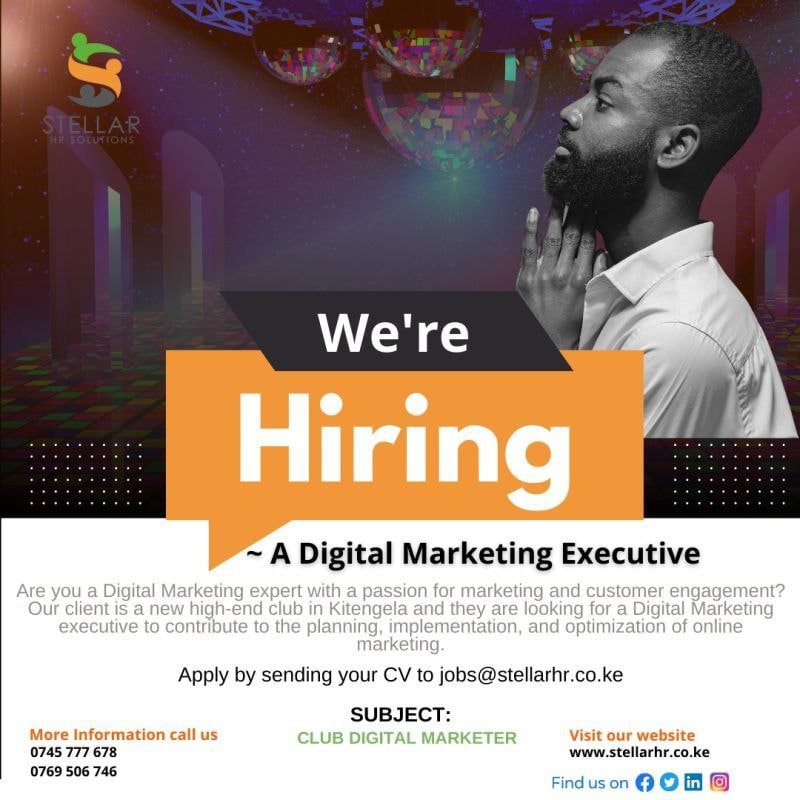 STELLAR
HR SOLUTIONS
We're
Hiring
~ A Digital Marketing Executive
Are you a Digital Marketing expert with a passion for marketing and customer engagement?
Our client is a new high-end club in Kitengela and they are looking for a Digital Marketing
executive to contribute to the planning, implementation, and optimization of online
marketing.
Apply by sending your CV to jobs@stellarhr.co.ke
SUBJECT:
CLUB DIGITAL MARKETER
More Information call us
0745 777 678
0769 506 746
Visit our website
www.stellarhr.co.ke
Find us on